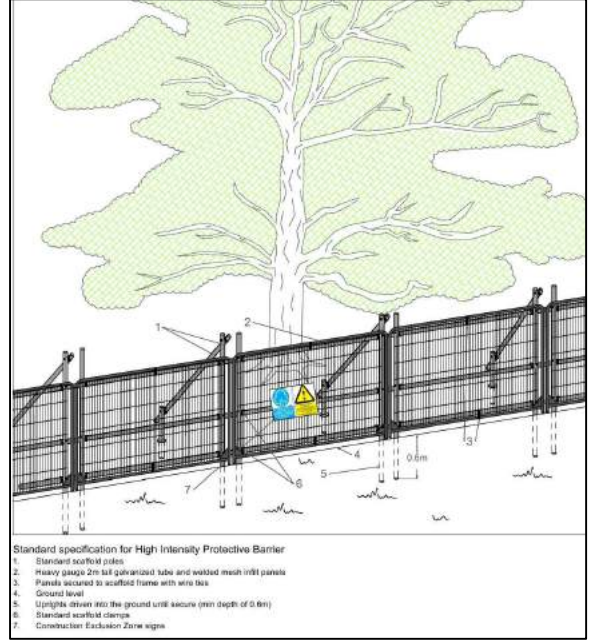 1
2
0.6m
3
4
5
6
7
Standard specification for High Intensity Protective Barrier
1. Standard scaffold poles
2. Heavy gauge 2m tall galvanized tube and welded mesh infill panels
3. Panels secured to scaffold frame with wire ties
4. Ground level
5. Uprights driven into the ground until secure (min depth of 0.6m)
6. Standard scaffold clamps
7. Construction Exclusion Zone signs